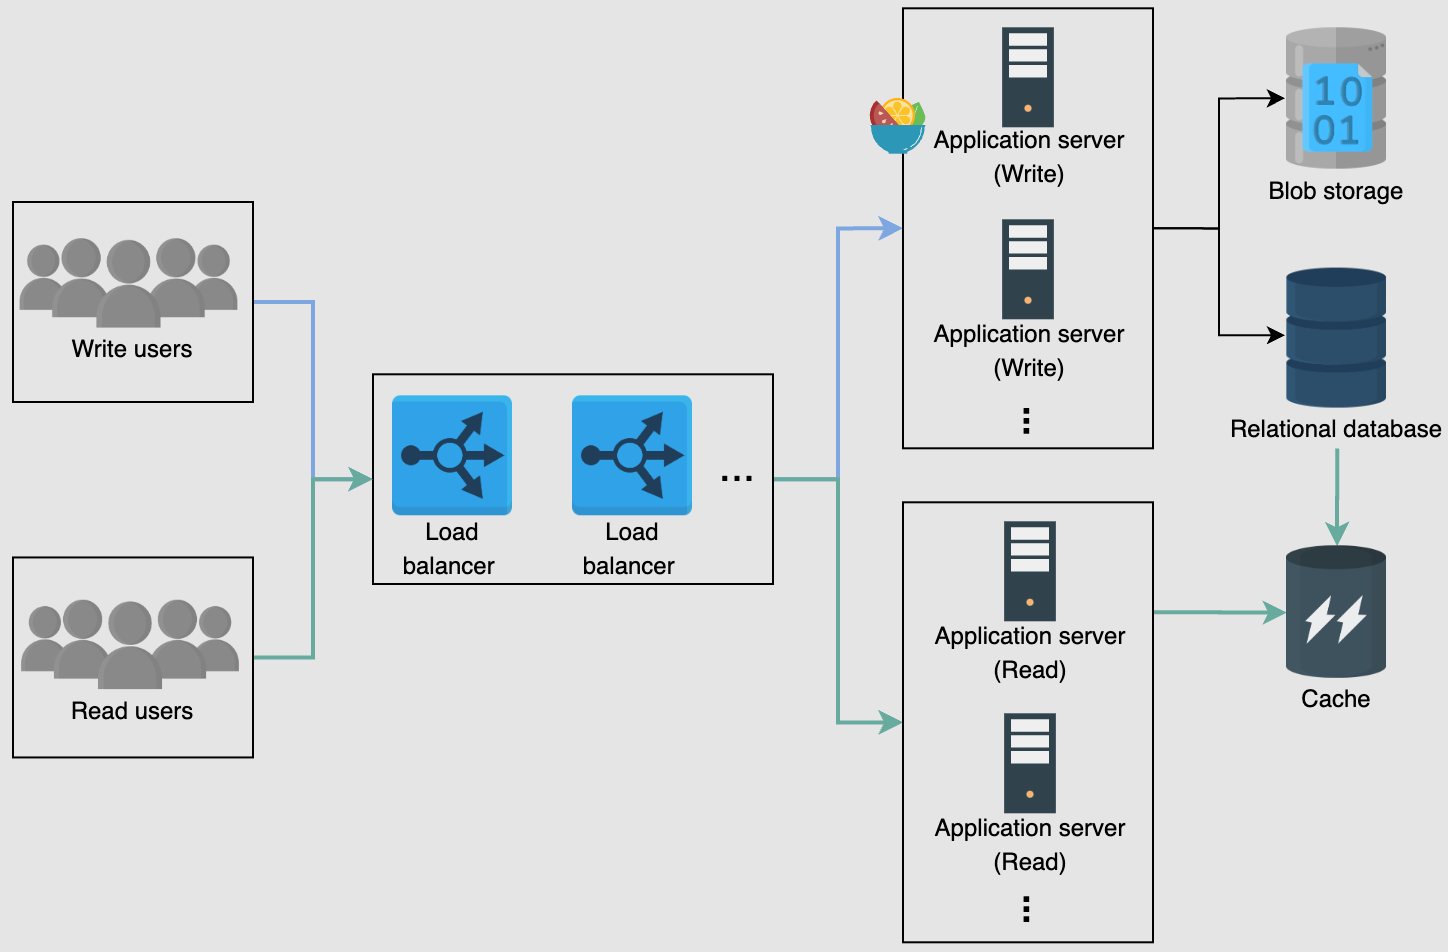 Write users
Read users
Load
balancer
Load
balancer
...
Application server
(Write)
Application server
(Write)
Application server
(Read)
Application server
(Read)
10
01
Blob storage
Relational database
Cache